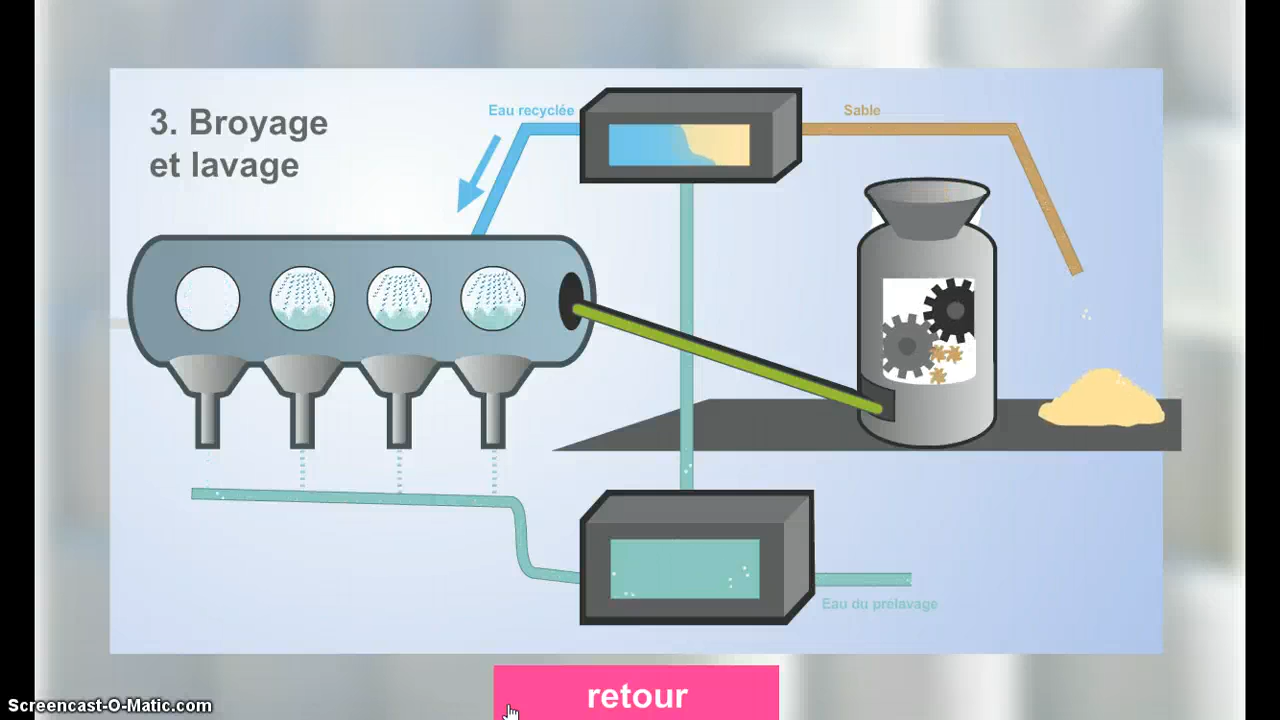 3. Broyage
et lavage
Eau recyclée
Sable
Eau du prélavage
retour
Screencast-O-Matic.com